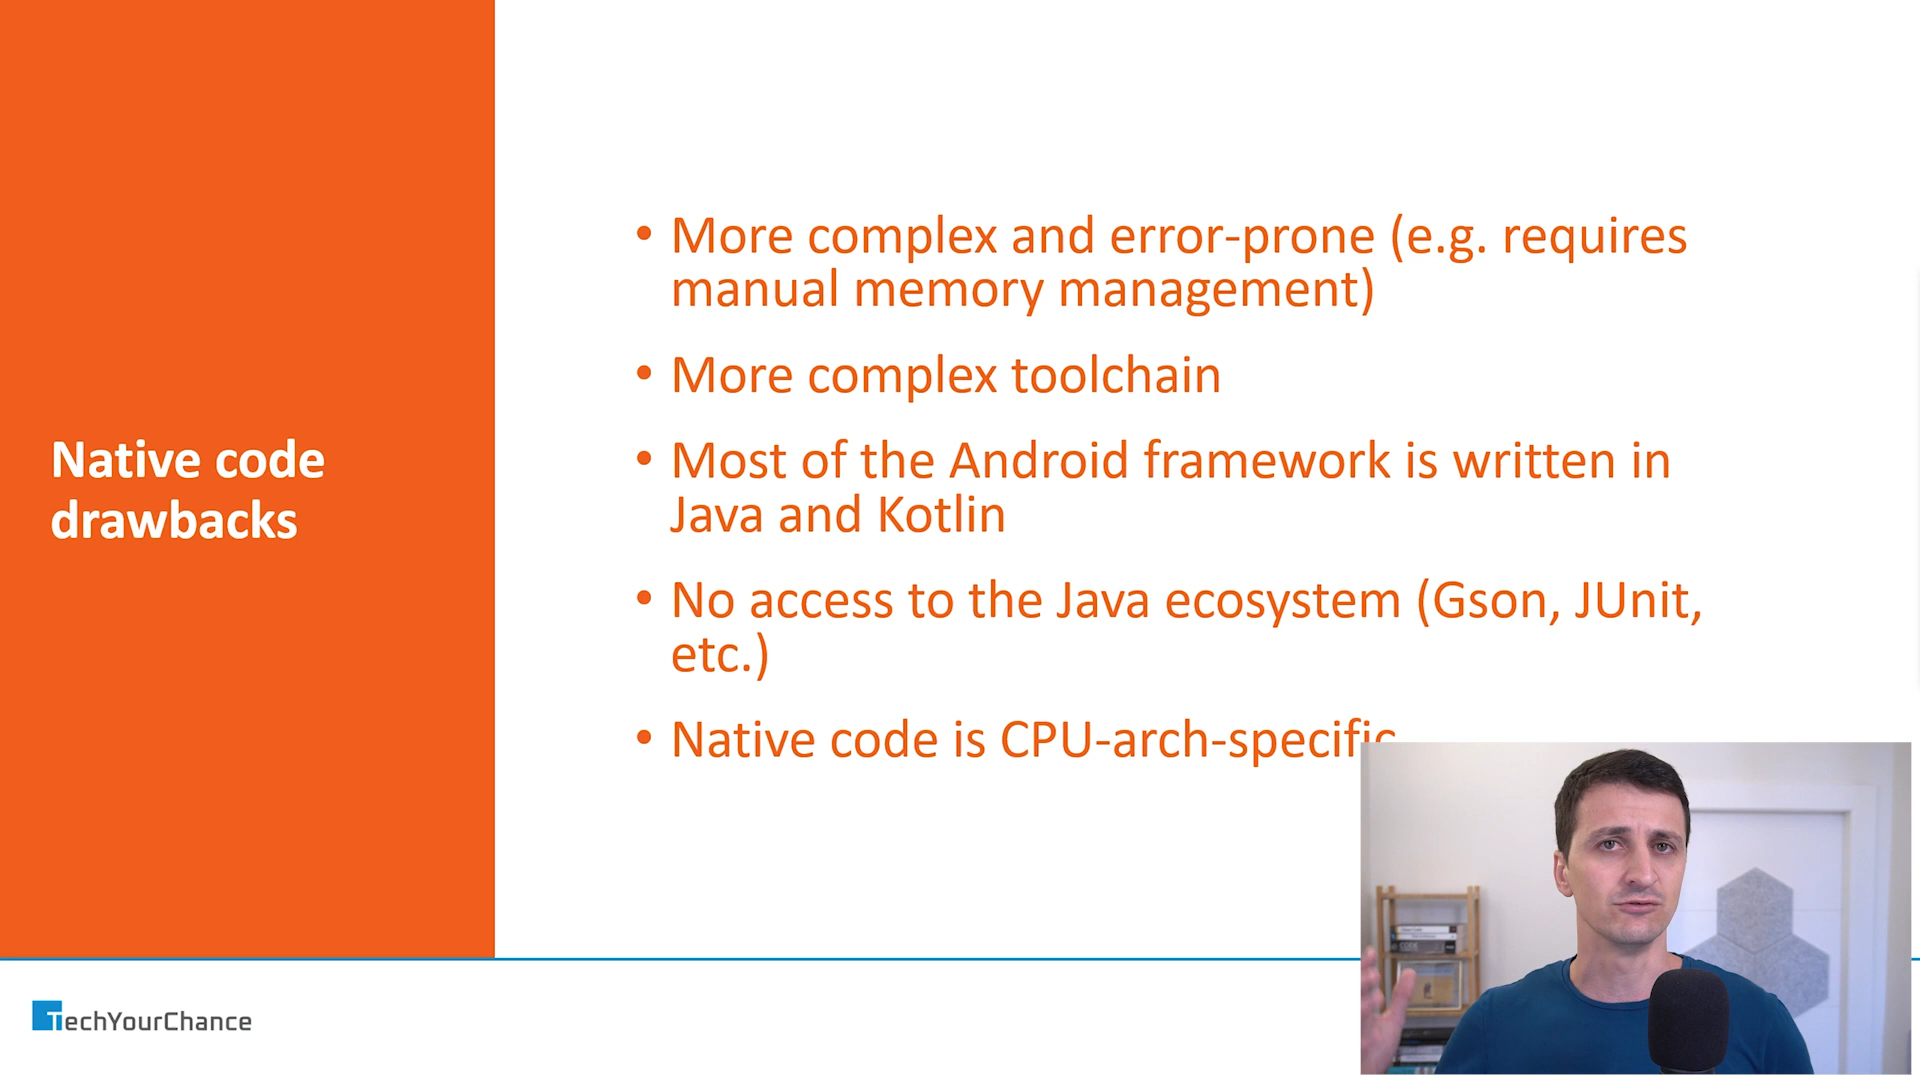 Native code
drawbacks
• More complex and error-prone (e.g. requires
manual memory management)
• More complex toolchain
• Most of the Android framework is written in
Java and Kotlin
• No access to the Java ecosystem (Gson, JUnit,
etc.)
• Native code is CPU-arch-specific
TechYourChance
CODE